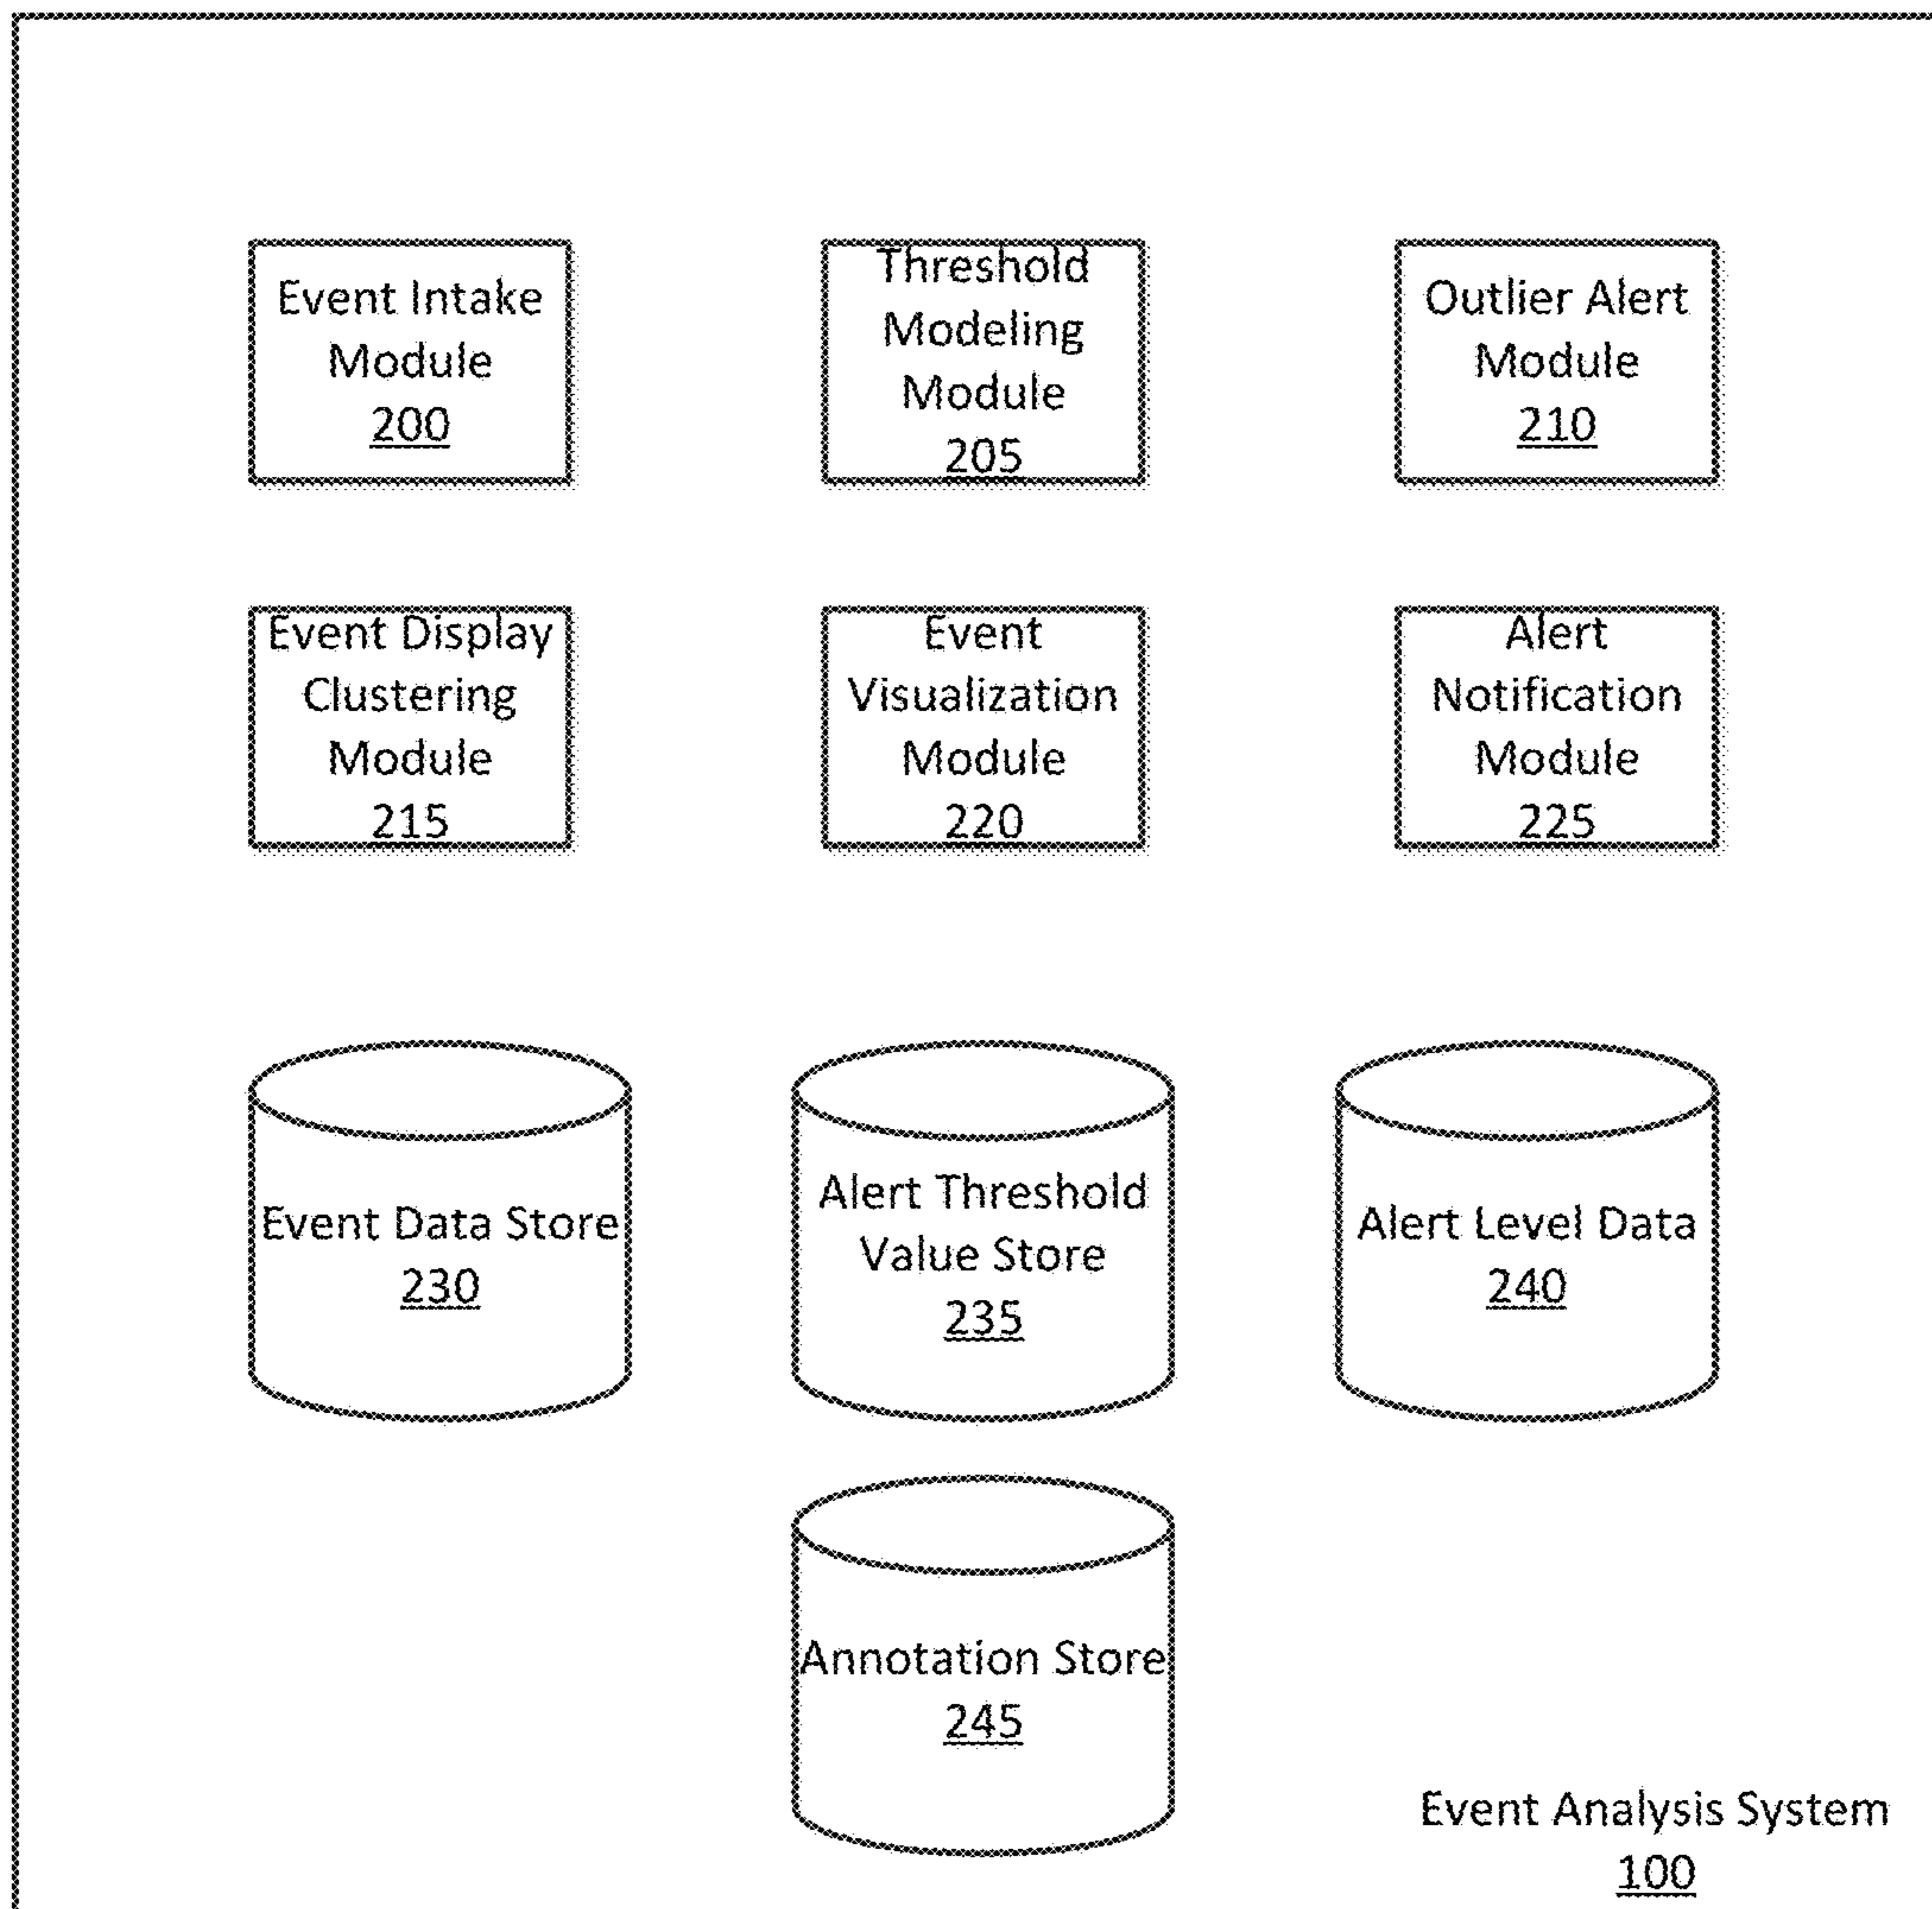 Event Intake
Module
200
Threshold
Modeling
Module
205
Outlier Alert
Module
210
Event Display
Clustering
Module
215
Event
Visualization
Module
220
Alert
Notification
Module
225
Event Data Store
230
Alert Threshold
Value Store
235
Alert Level Data
240
Annotation Store
245
Event Analysis System
100